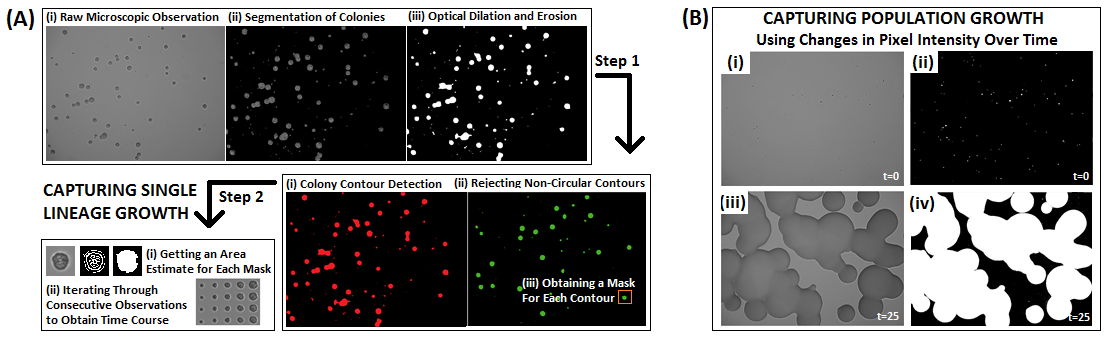 (A)
(i) Raw Microscopic Observation
(ii) Segmentation of Colonies
(iii) Optical Dilation and Erosion
Step 1
CAPTURING SINGLE
LINEAGE GROWTH
Step 2
(i) Colony Contour Detection
(ii) Rejecting Non-Circular Contours
(iii) Obtaining a Mask
For Each Contour
(i) Getting an Area
Estimate for Each Mask
(ii) Iterating Through
Consecutive Observations
to Obtain Time Course
(B)
CAPTURING POPULATION GROWTH
Using Changes in Pixel Intensity Over Time
(i)
t=0
(ii)
t=0
(iii)
t=25
(iv)
t=25